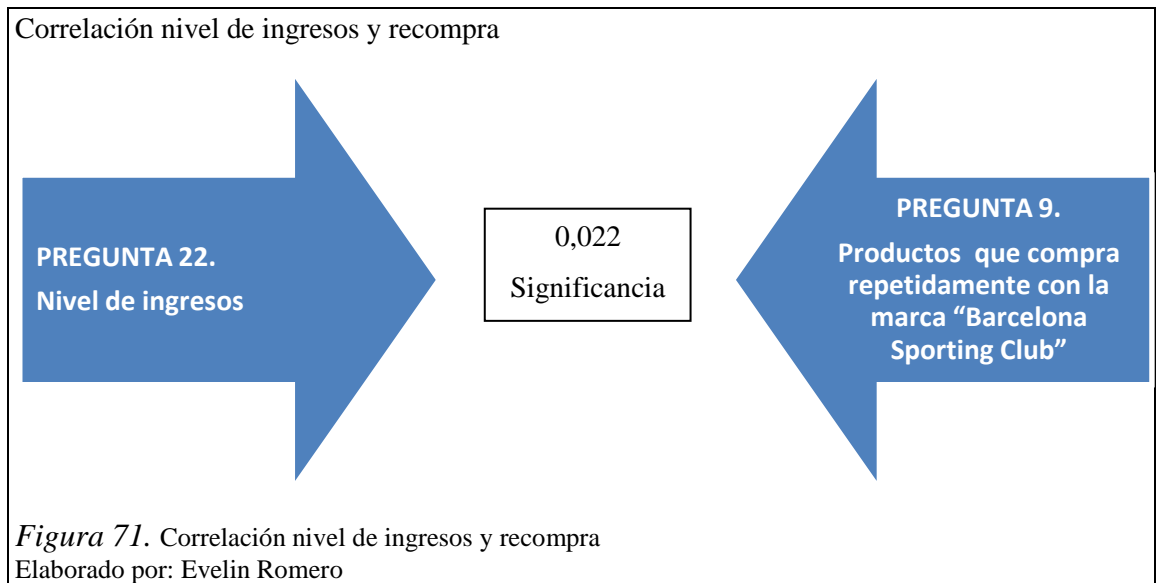 Correlación nivel de ingresos y recompra
PREGUNTA 22.
Nivel de ingresos
0,022
Significancia
PREGUNTA 9.
Productos que compra
repetidamente con la
marca “Barcelona
Sporting Club”
Figura 71. Correlación nivel de ingresos y recompra
Elaborado por: Evelin Romero